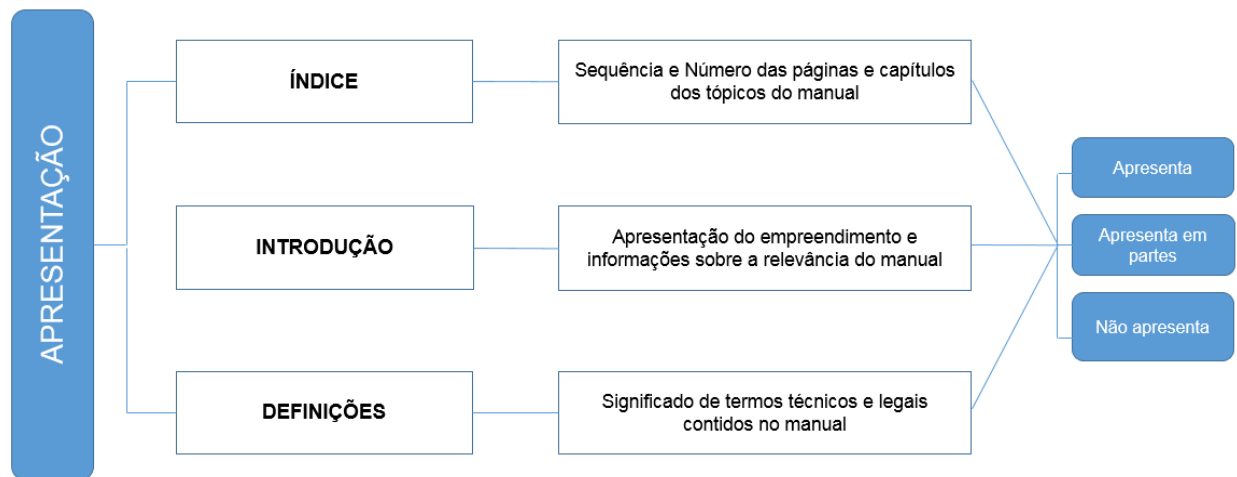 APRESENTAÇÃO
ÍNDICE
Sequência e Número das páginas e capítulos
dos tópicos do manual
INTRODUÇÃO
Apresentação do empreendimento e
informações sobre a relevância do manual
DEFINIÇÕES
Significado de termos técnicos e legais
contidos no manual
Apresenta
Apresenta em
partes
Não apresenta